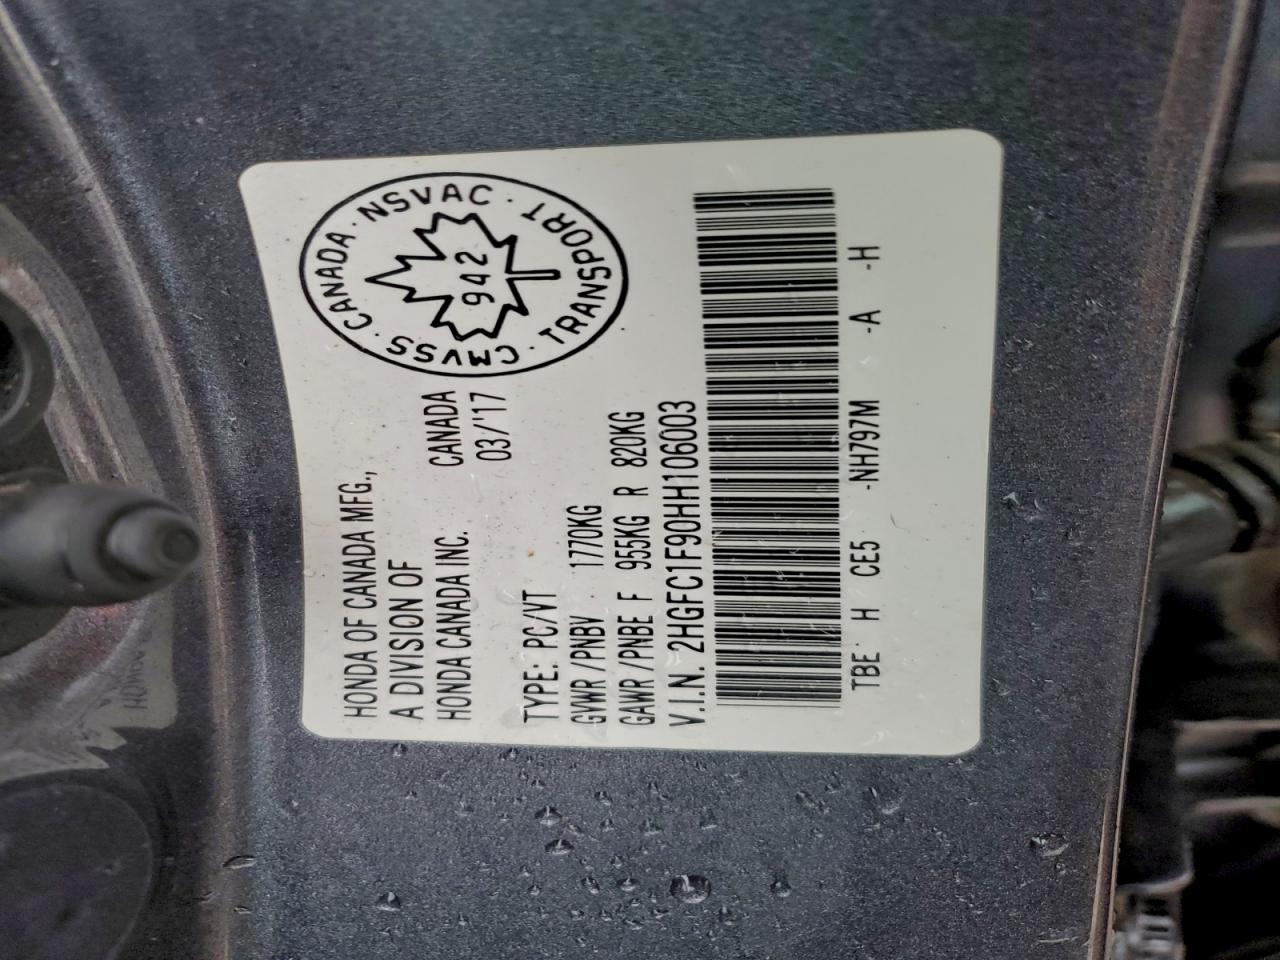 HONDA OF CANADA MFG.,
A DIVISION OF
HONDA CANADA INC. CANADA
03/'17
TYPE: PC/VT
GVWR/PNBV 1770KG
GAWR/PNBE F 955KG R 820KG
V.I.N. 2HGFC1F90HH106003
TBE H CE5 -NH797M -A -H
CANADA · NSVAC · TRANSPORT · CMVSS ·
942